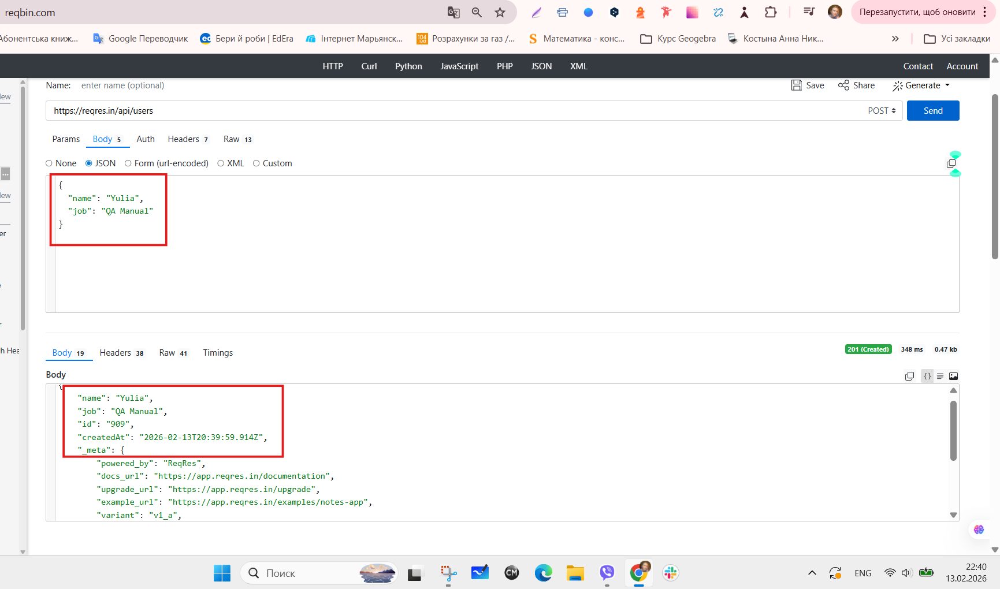 reqbin.com
Перезапустити, щоб оновити
Абонентська книж...
Google Переводчик
Бери й роби | EdEra
Інтернет Марьянск...
104.ua
Розрахунки за газ /...
Математика - конс...
Курс Geogebra
Костына Анна Ник...
Усі закладки
HTTP
Curl
Python
JavaScript
PHP
JSON
XML
Contact
Account
Name:
enter name (optional)
Save
Share
Generate
https://reqres.in/api/users
POST
Send
Params
Body 5
Auth
Headers 7
Raw 13
None
JSON
Form (url-encoded)
XML
Custom
{
"name": "Yulia",
"job": "QA Manual"
}
Body 19
Headers 38
Raw 41
Timings
201 (Created)
348 ms
0.47 kb
Body
{
"name": "Yulia",
"job": "QA Manual",
"id": "909",
"createdAt": "2026-02-13T20:39:59.914Z",
"_meta": {
"powered_by": "ReqRes",
"docs_url": "https://app.reqres.in/documentation",
"upgrade_url": "https://app.reqres.in/upgrade",
"example_url": "https://app.reqres.in/examples/notes-app",
"variant": "v1_a",
Поиск
CM
ENG
22:40
13.02.2026